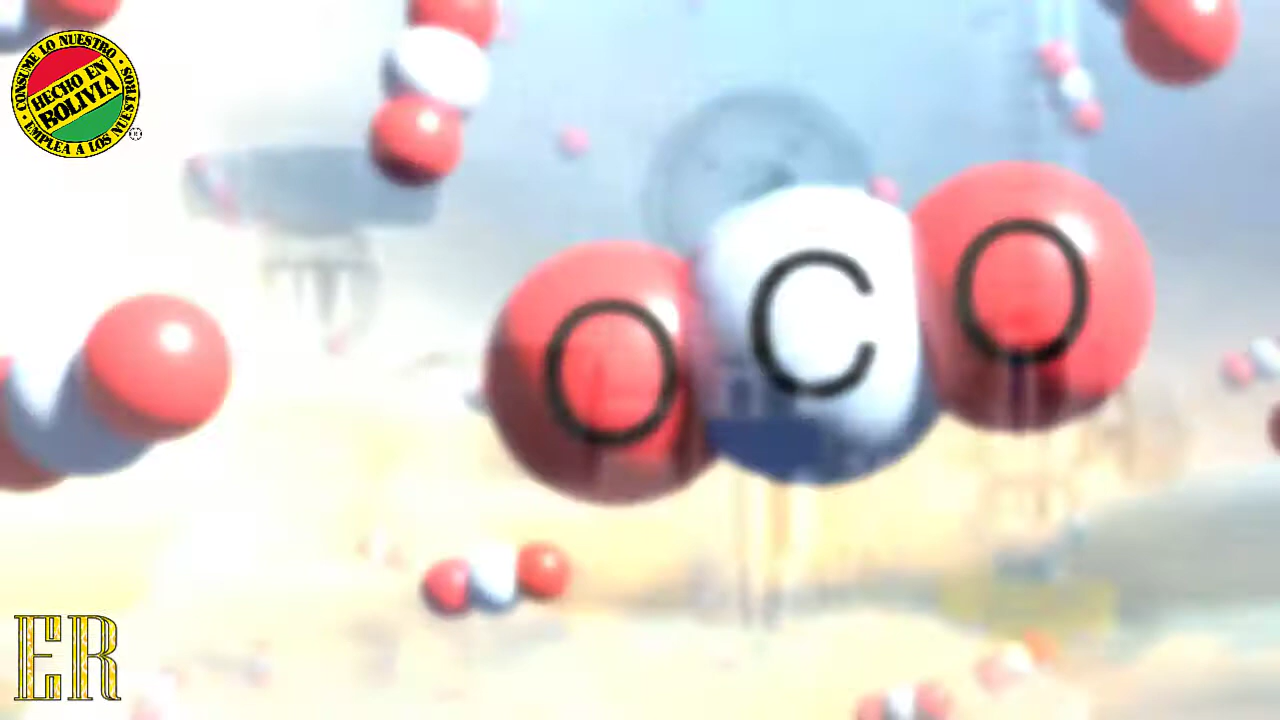 CONSUME LO NUESTRO
HECHO EN
BOLIVIA
EMPLEA A LOS NUESTROS
®
O C O
ER